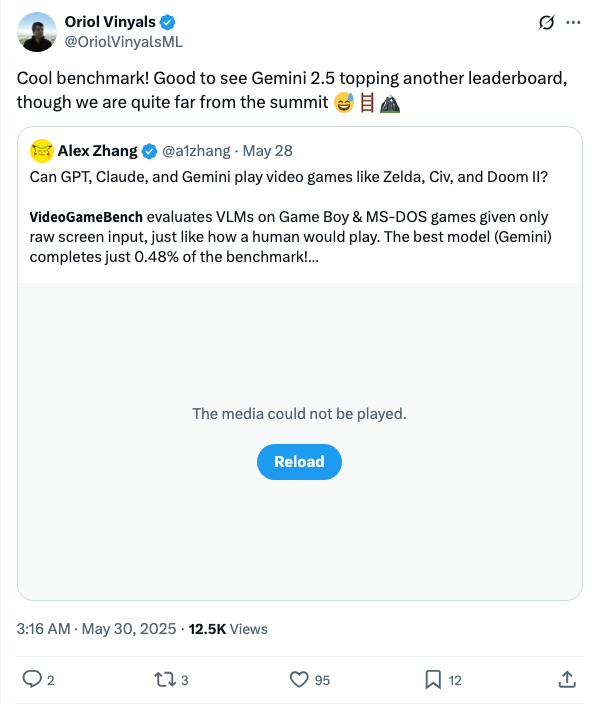 Oriol Vinyals
@OriolVinyalsML
Cool benchmark! Good to see Gemini 2.5 topping another leaderboard,
though we are quite far from the summit 😅🪜⛰️
Alex Zhang @a1zhang · May 28
Can GPT, Claude, and Gemini play video games like Zelda, Civ, and Doom II?
𝗩𝗶𝗱𝗲𝗼𝗚𝗮𝗺𝗲𝗕𝗲𝗻𝗰𝗵 evaluates VLMs on Game Boy & MS-DOS games given only
raw screen input, just like how a human would play. The best model (Gemini)
completes just 0.48% of the benchmark!...
The media could not be played.
Reload
3:16 AM · May 30, 2025 · 12.5K Views
2 3 95 12